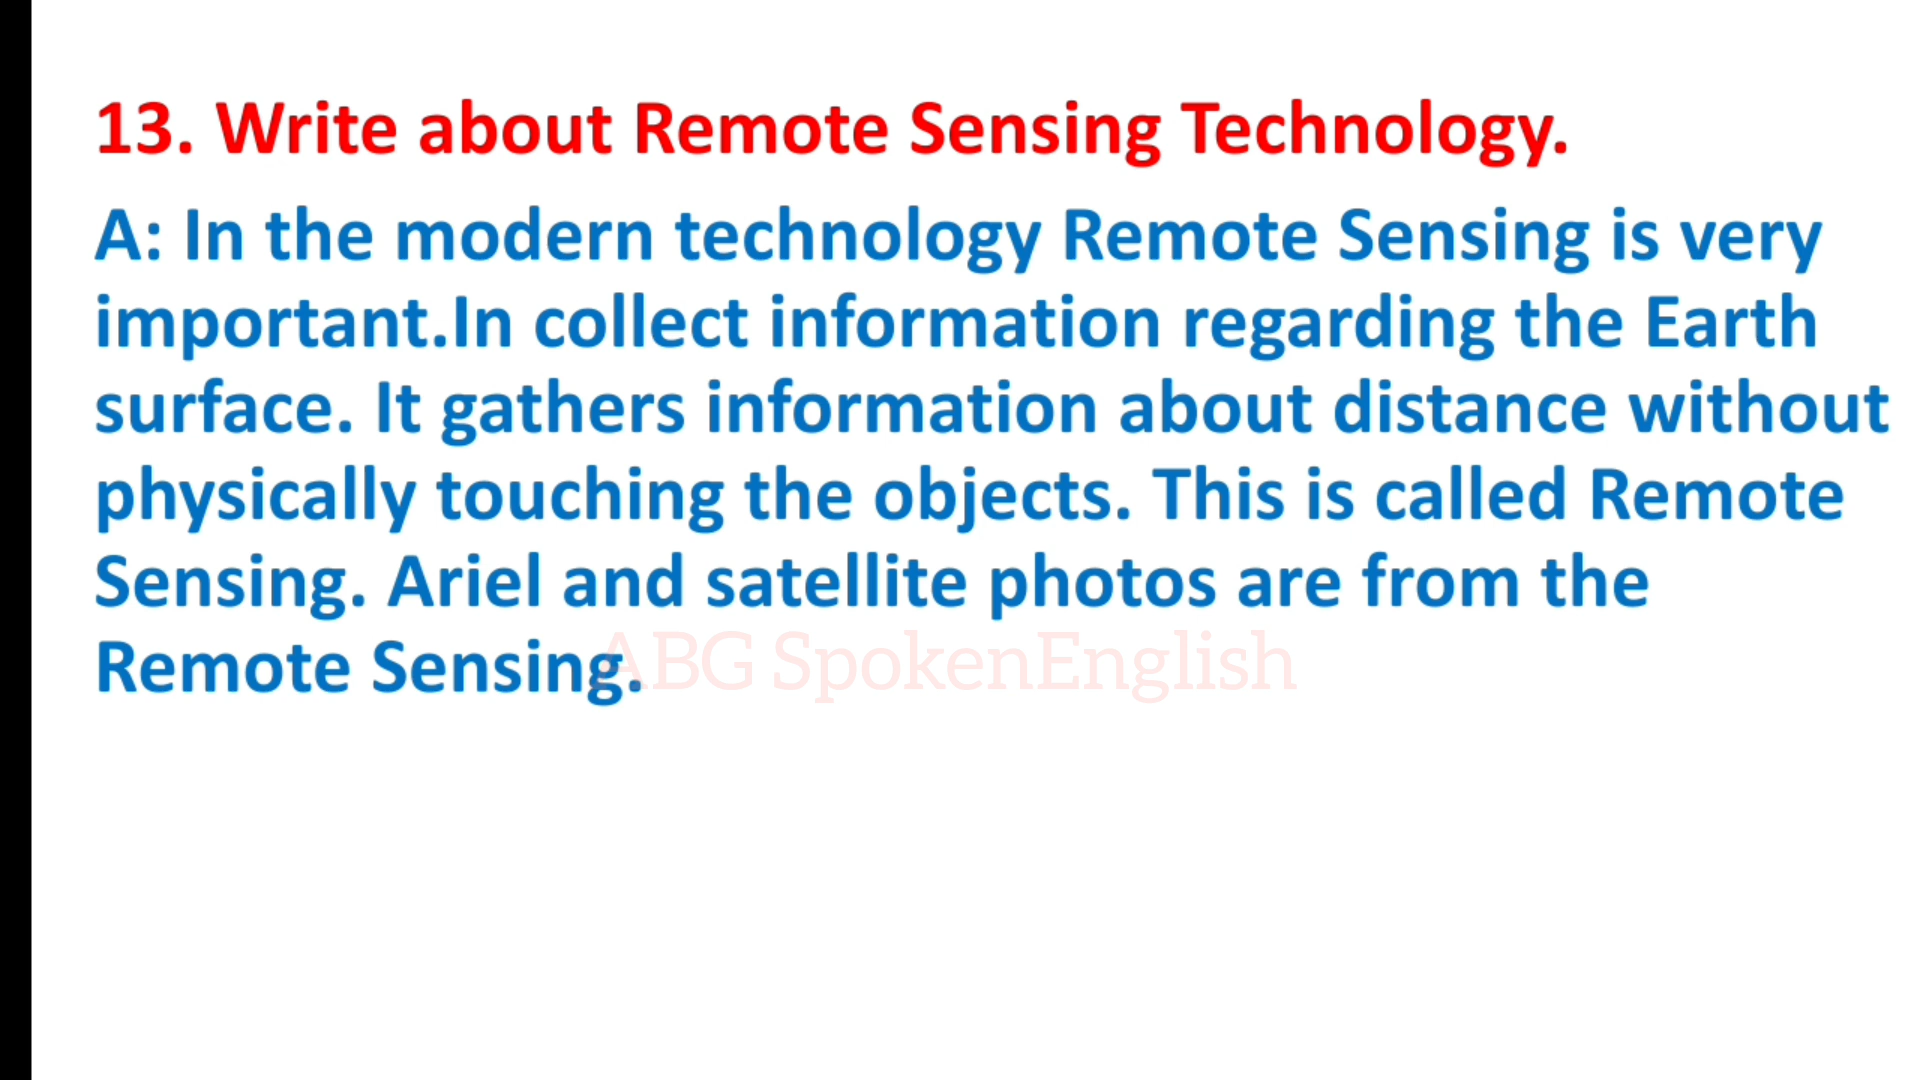 13. Write about Remote Sensing Technology.
A: In the modern technology Remote Sensing is very
important.In collect information regarding the Earth
surface. It gathers information about distance without
physically touching the objects. This is called Remote
Sensing. Ariel and satellite photos are from the
Remote Sensing.
ABG SpokenEnglish